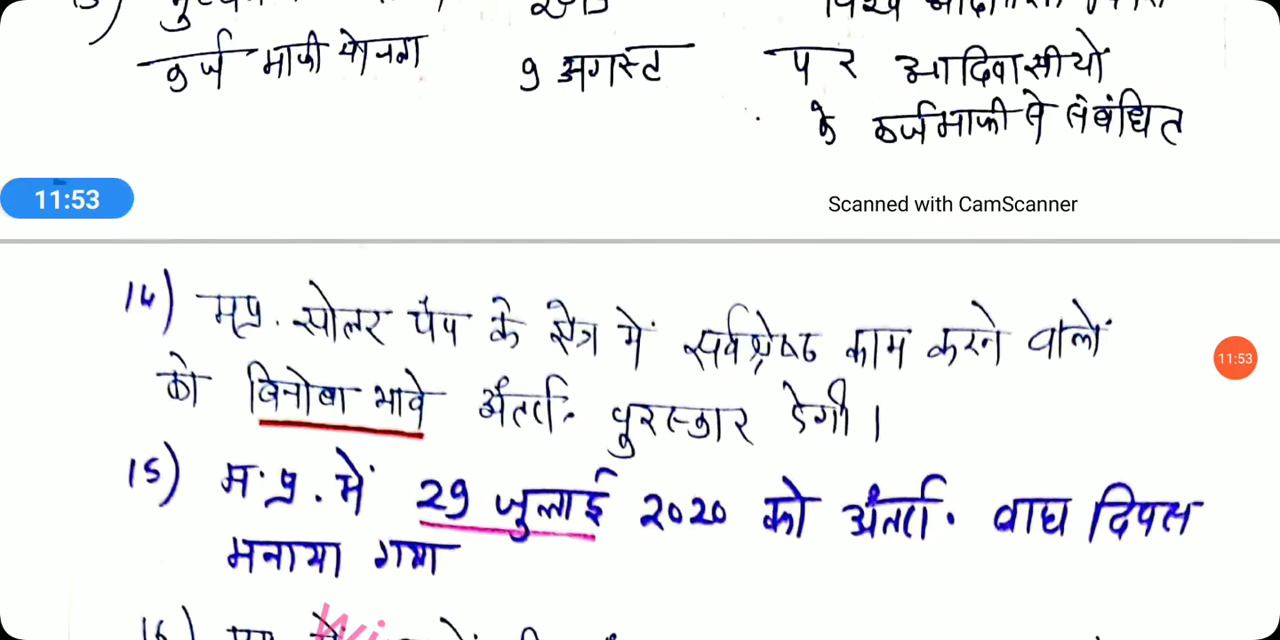 कर्ज माफी योजना 9 अगस्ट पर आदिवासीयों
के कर्जमाफी से संबंधित
11:53
Scanned with CamScanner
14) म.प्र. सोलर पंप के क्षेत्र में सर्वश्रेष्ठ काम करने वालों
11:53
को बिनोबा भावे अंतर्रा. पुरस्कार देगी।
15) म.प्र. में 29 जुलाई 2020 को अंतर्रा. बाघ दिवस
मनाया गया
16)